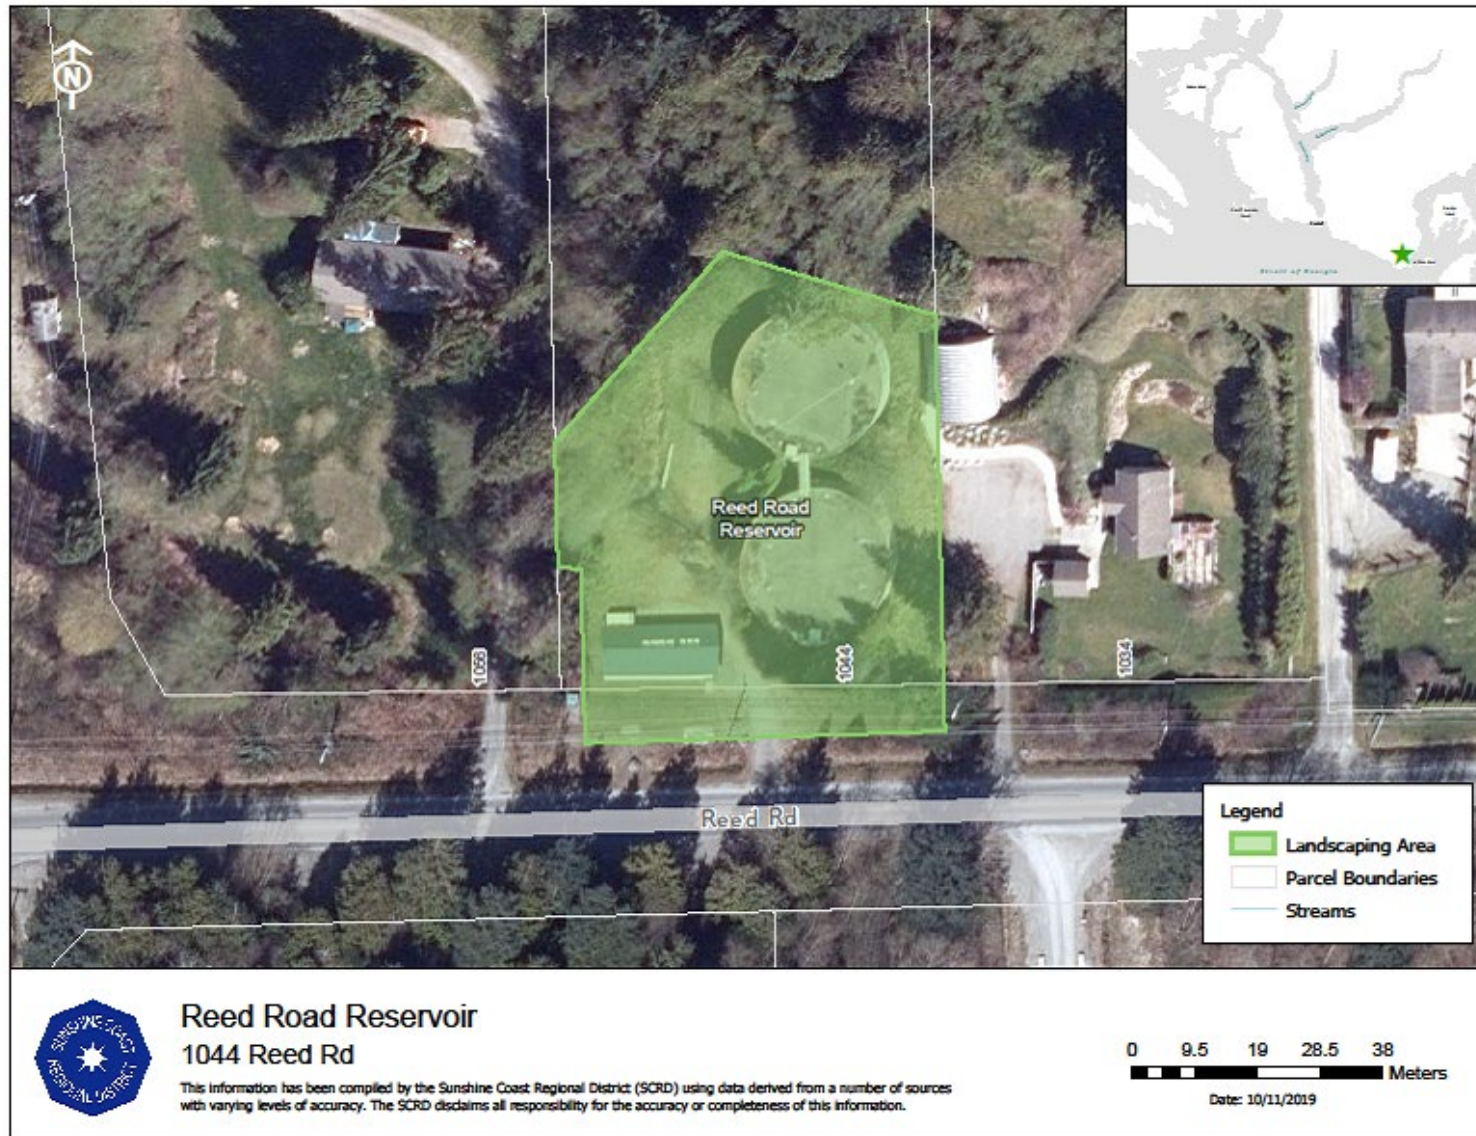 N
Strait of Georgia
Reed Road
Reservoir
1066
1044
1034
Reed Rd
Legend
Landscaping Area
Parcel Boundaries
Streams
SUNSHINE COAST
REGIONAL DISTRICT
Reed Road Reservoir
1044 Reed Rd
This information has been compiled by the Sunshine Coast Regional District (SCRD) using data derived from a number of sources
with varying levels of accuracy. The SCRD disclaims all responsibility for the accuracy or completeness of this information.
0 9.5 19 28.5 38
Meters
Date: 10/11/2019